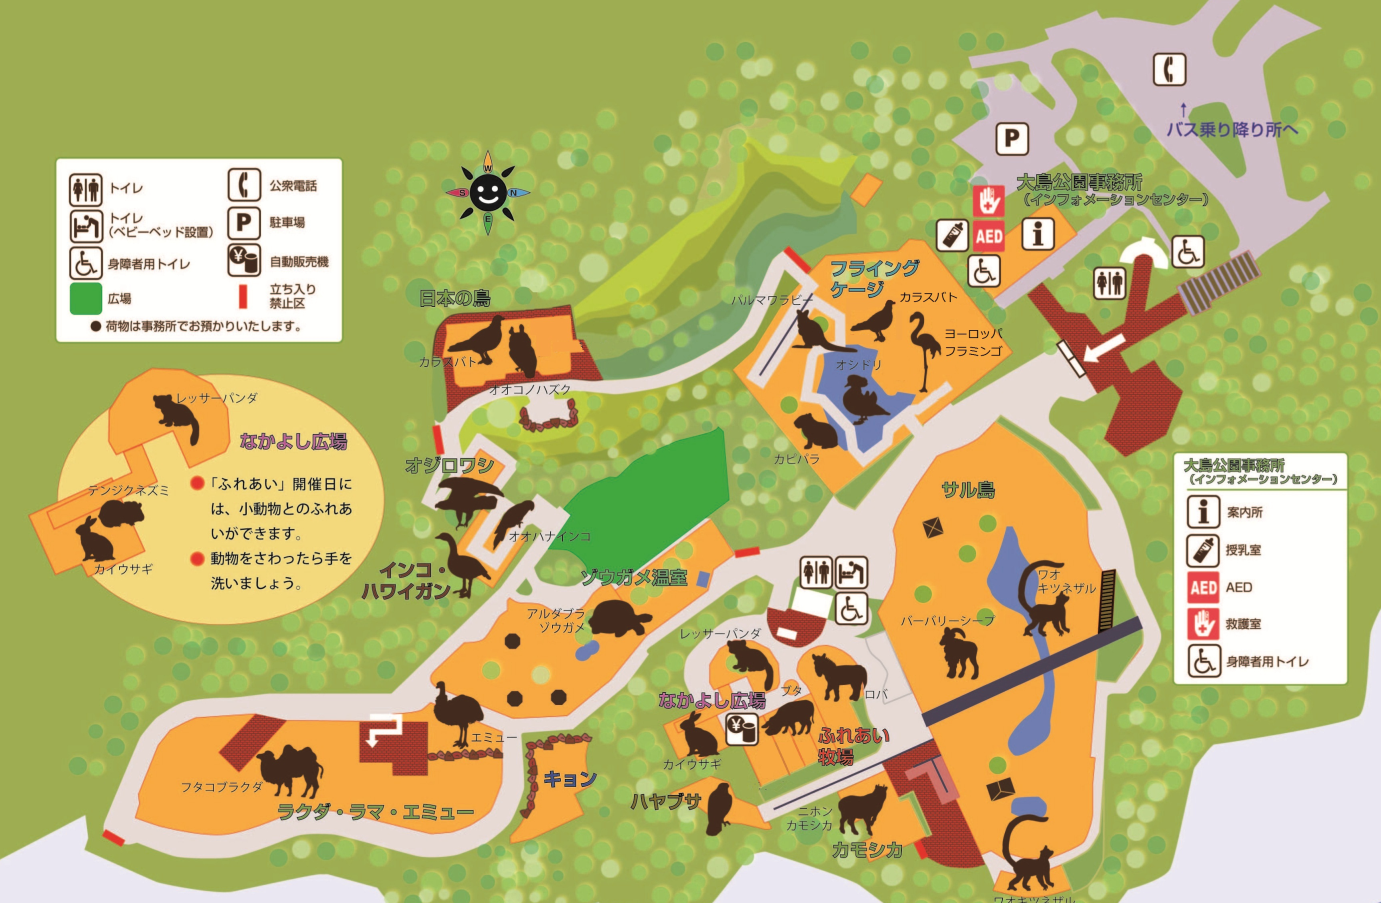 バス乗り降り所へ
P
大島公園事務所
(インフォメーションセンター)
AED
i
トイレ
トイレ
(ベビーベッド設置)
身障者用トイレ
広場
公衆電話
P
駐車場
¥
自動販売機
立ち入り
禁止区
●荷物は事務所でお預かりいたします。
W
S
N
E
日本の島
カラスバト
オオコノハズク
フライング
ケージ
パルマワラビー
カラスバト
ヨーロッパ
フラミンゴ
オシドリ
カピバラ
レッサーパンダ
なかよし広場
テンジクネズミ
カイウサギ
●「ふれあい」開催日に
は、小動物とのふれあ
いができます。
●動物をさわったら手を
洗いましょう。
オジロワシ
オオハナインコ
インコ・
ハワイガン
ゾウガメ温室
アルダブラ
ゾウガメ
サル島
ワオ
キツネザル
バーバリーシープ
大島公園事務所
(インフォメーションセンター)
i
案内所
授乳室
AED
AED
救護室
身障者用トイレ
レッサーパンダ
なかよし広場
ブタ
ロバ
¥
ふれあい
牧場
カイウサギ
エミュー
フタコブラクダ
ラクダ・ラマ・エミュー
キョン
ハヤブサ
ニホン
カモシカ
カモシカ
ワオキツネザル